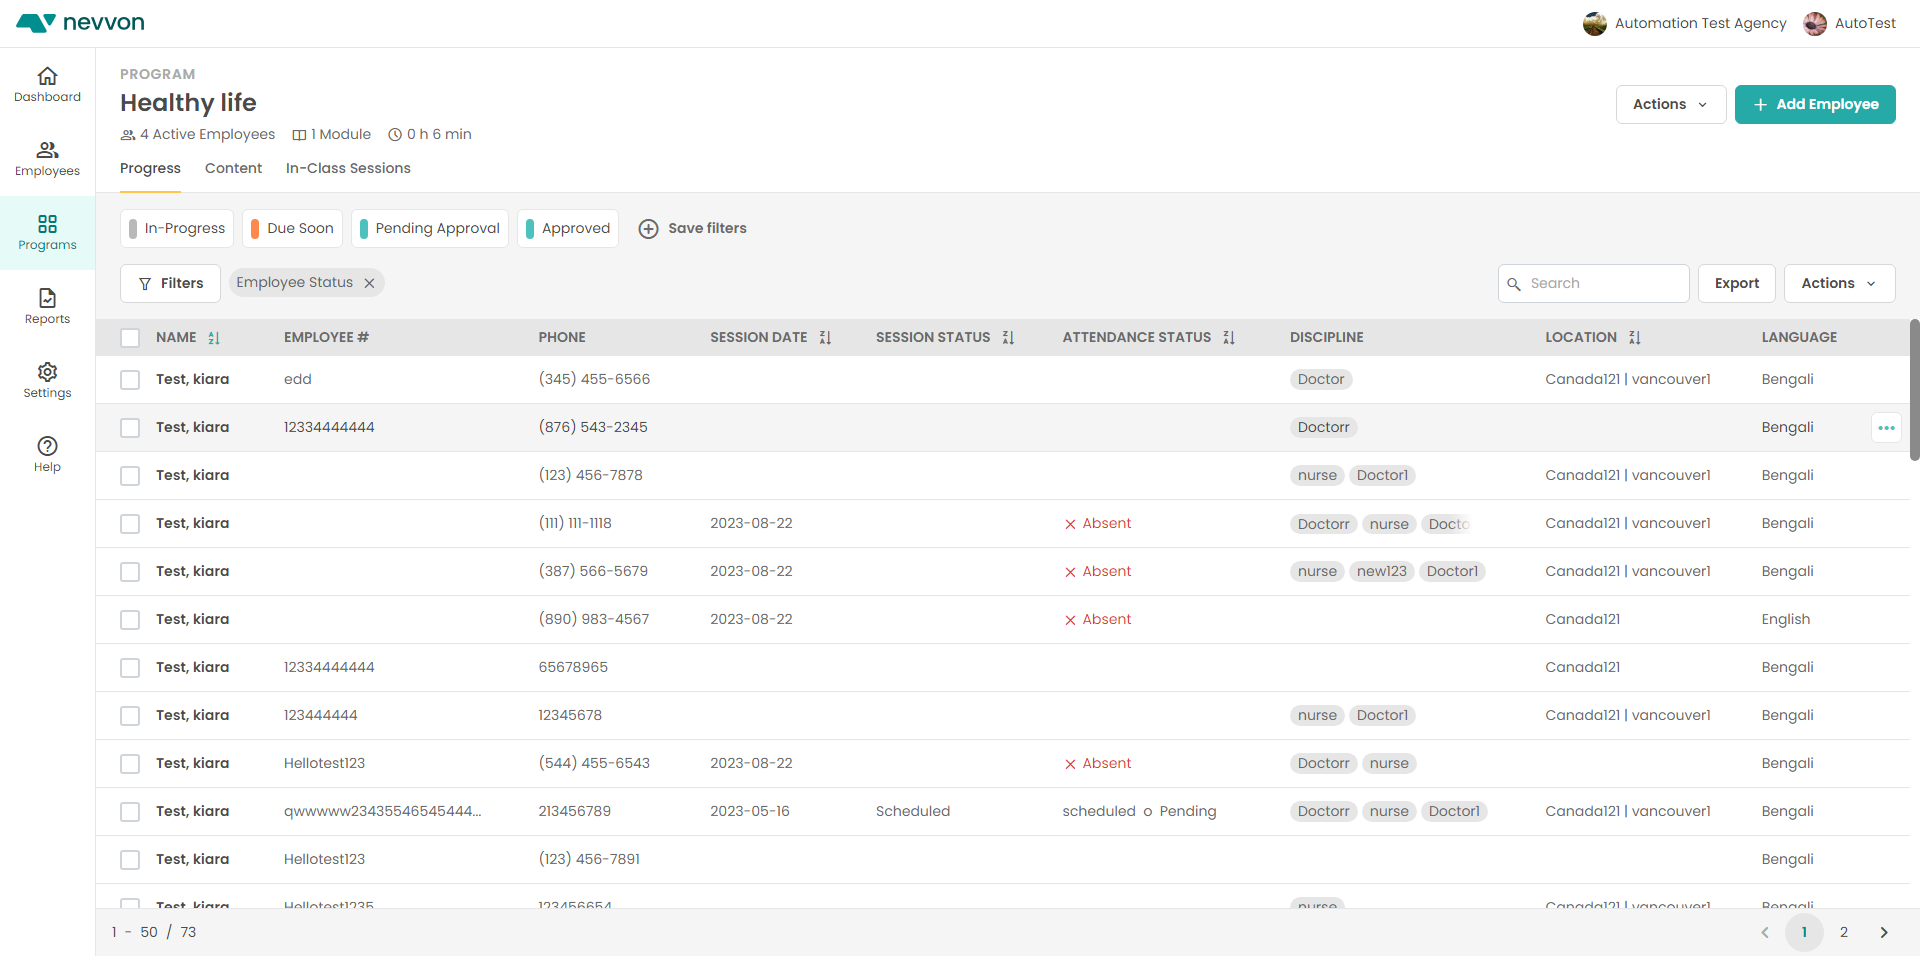 nevvon
Automation Test Agency
AutoTest
Dashboard
Employees
Programs
Reports
Settings
Help
PROGRAM
Healthy life
4 Active Employees 1 Module 0 h 6 min
Actions
Add Employee
Progress Content In-Class Sessions
In-Progress Due Soon Pending Approval Approved Save filters
Filters Employee Status Search Export Actions
NAME EMPLOYEE # PHONE SESSION DATE SESSION STATUS ATTENDANCE STATUS DISCIPLINE LOCATION LANGUAGE
Test, kiara edd (345) 455-6566 Doctor Canada121 | vancouver1 Bengali
Test, kiara 12334444444 (876) 543-2345 Doctorr Bengali
Test, kiara (123) 456-7878 nurse Doctor1 Canada121 | vancouver1 Bengali
Test, kiara (111) 111-1118 2023-08-22 Absent Doctorr nurse Docto Canada121 | vancouver1 Bengali
Test, kiara (387) 566-5679 2023-08-22 Absent nurse new123 Doctor1 Canada121 | vancouver1 Bengali
Test, kiara (890) 983-4567 2023-08-22 Absent Canada121 English
Test, kiara 12334444444 65678965 Canada121 Bengali
Test, kiara 123444444 12345678 nurse Doctor1 Canada121 | vancouver1 Bengali
Test, kiara Hellotest123 (544) 455-6543 2023-08-22 Absent Doctorr nurse Bengali
Test, kiara qwwwww23435546545444... 213456789 2023-05-16 Scheduled scheduled o Pending Doctorr nurse Doctor1 Canada121 | vancouver1 Bengali
Test, kiara Hellotest123 (123) 456-7891 Bengali
Test, kiara Hellotest1235 123456654 nurse Canada121 | vancouver1 Bengali
1 - 50 / 73
1 2